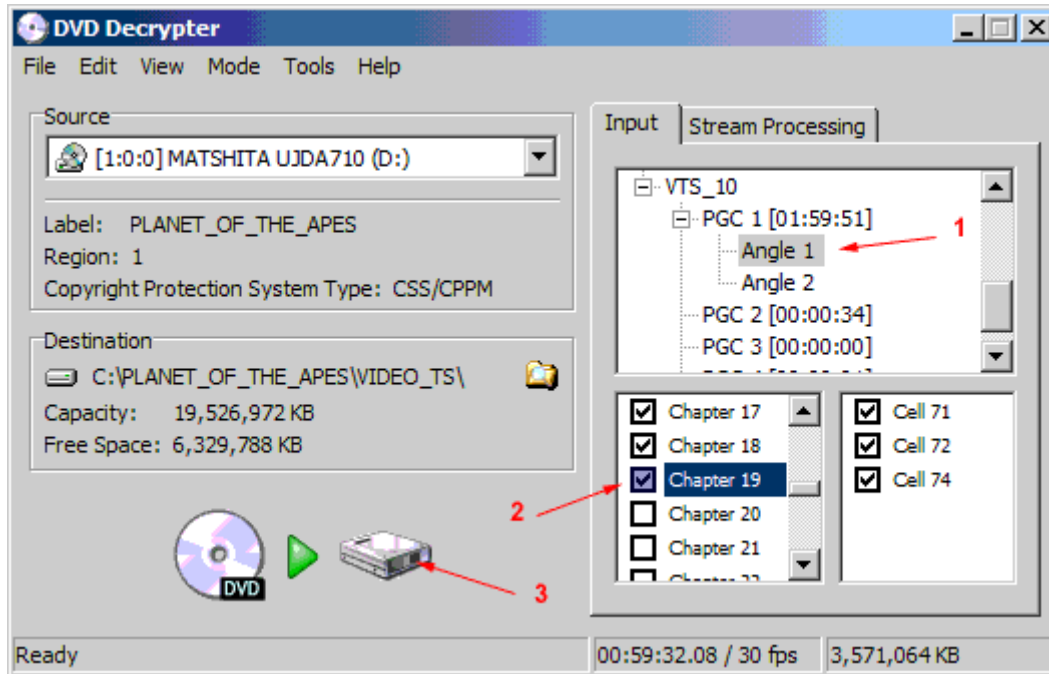 DVD Decrypter
File Edit View Mode Tools Help
Source
[1:0:0] MATSHITA UJDA710 (D:)
Label: PLANET_OF_THE_APES
Region: 1
Copyright Protection System Type: CSS/CPPM
Destination
C:\PLANET_OF_THE_APES\VIDEO_TS\
Capacity: 19,526,972 KB
Free Space: 6,329,788 KB
DVD
3
Input Stream Processing
VTS_10
PGC 1 [01:59:51]
1
Angle 1
Angle 2
PGC 2 [00:00:34]
PGC 3 [00:00:00]
Chapter 17
Chapter 18
2
Chapter 19
Chapter 20
Chapter 21
Cell 71
Cell 72
Cell 74
Ready
00:59:32.08 / 30 fps
3,571,064 KB